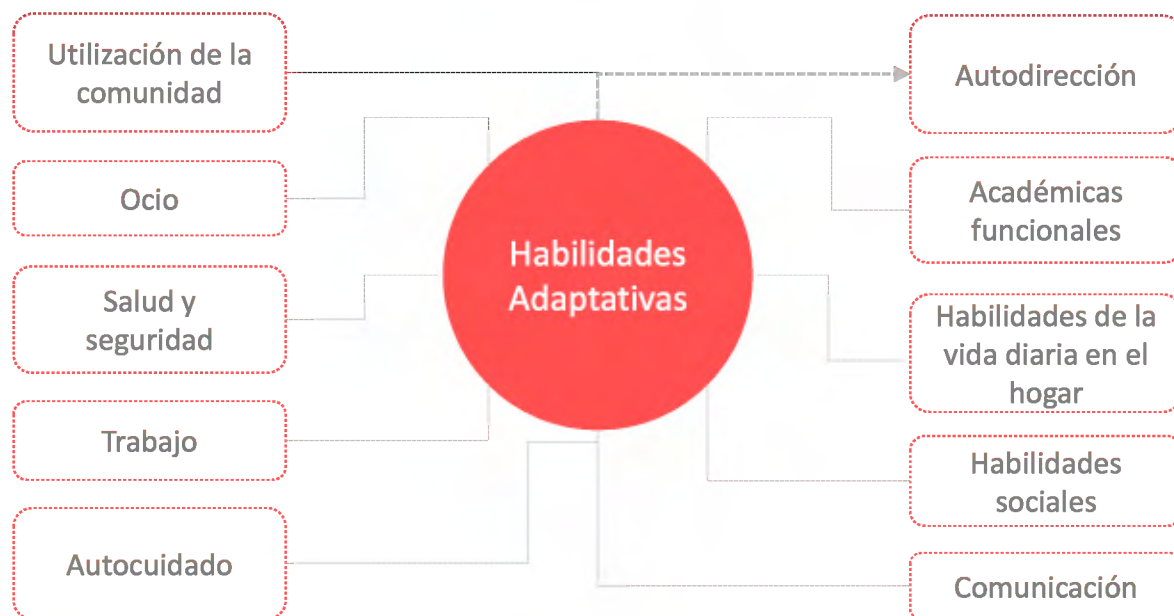 Utilización de la
comunidad
Ocio
Salud y
seguridad
Trabajo
Autocuidado
Habilidades
Adaptativas
Autodirección
Académicas
funcionales
Habilidades de la
vida diaria en el
hogar
Habilidades
sociales
Comunicación